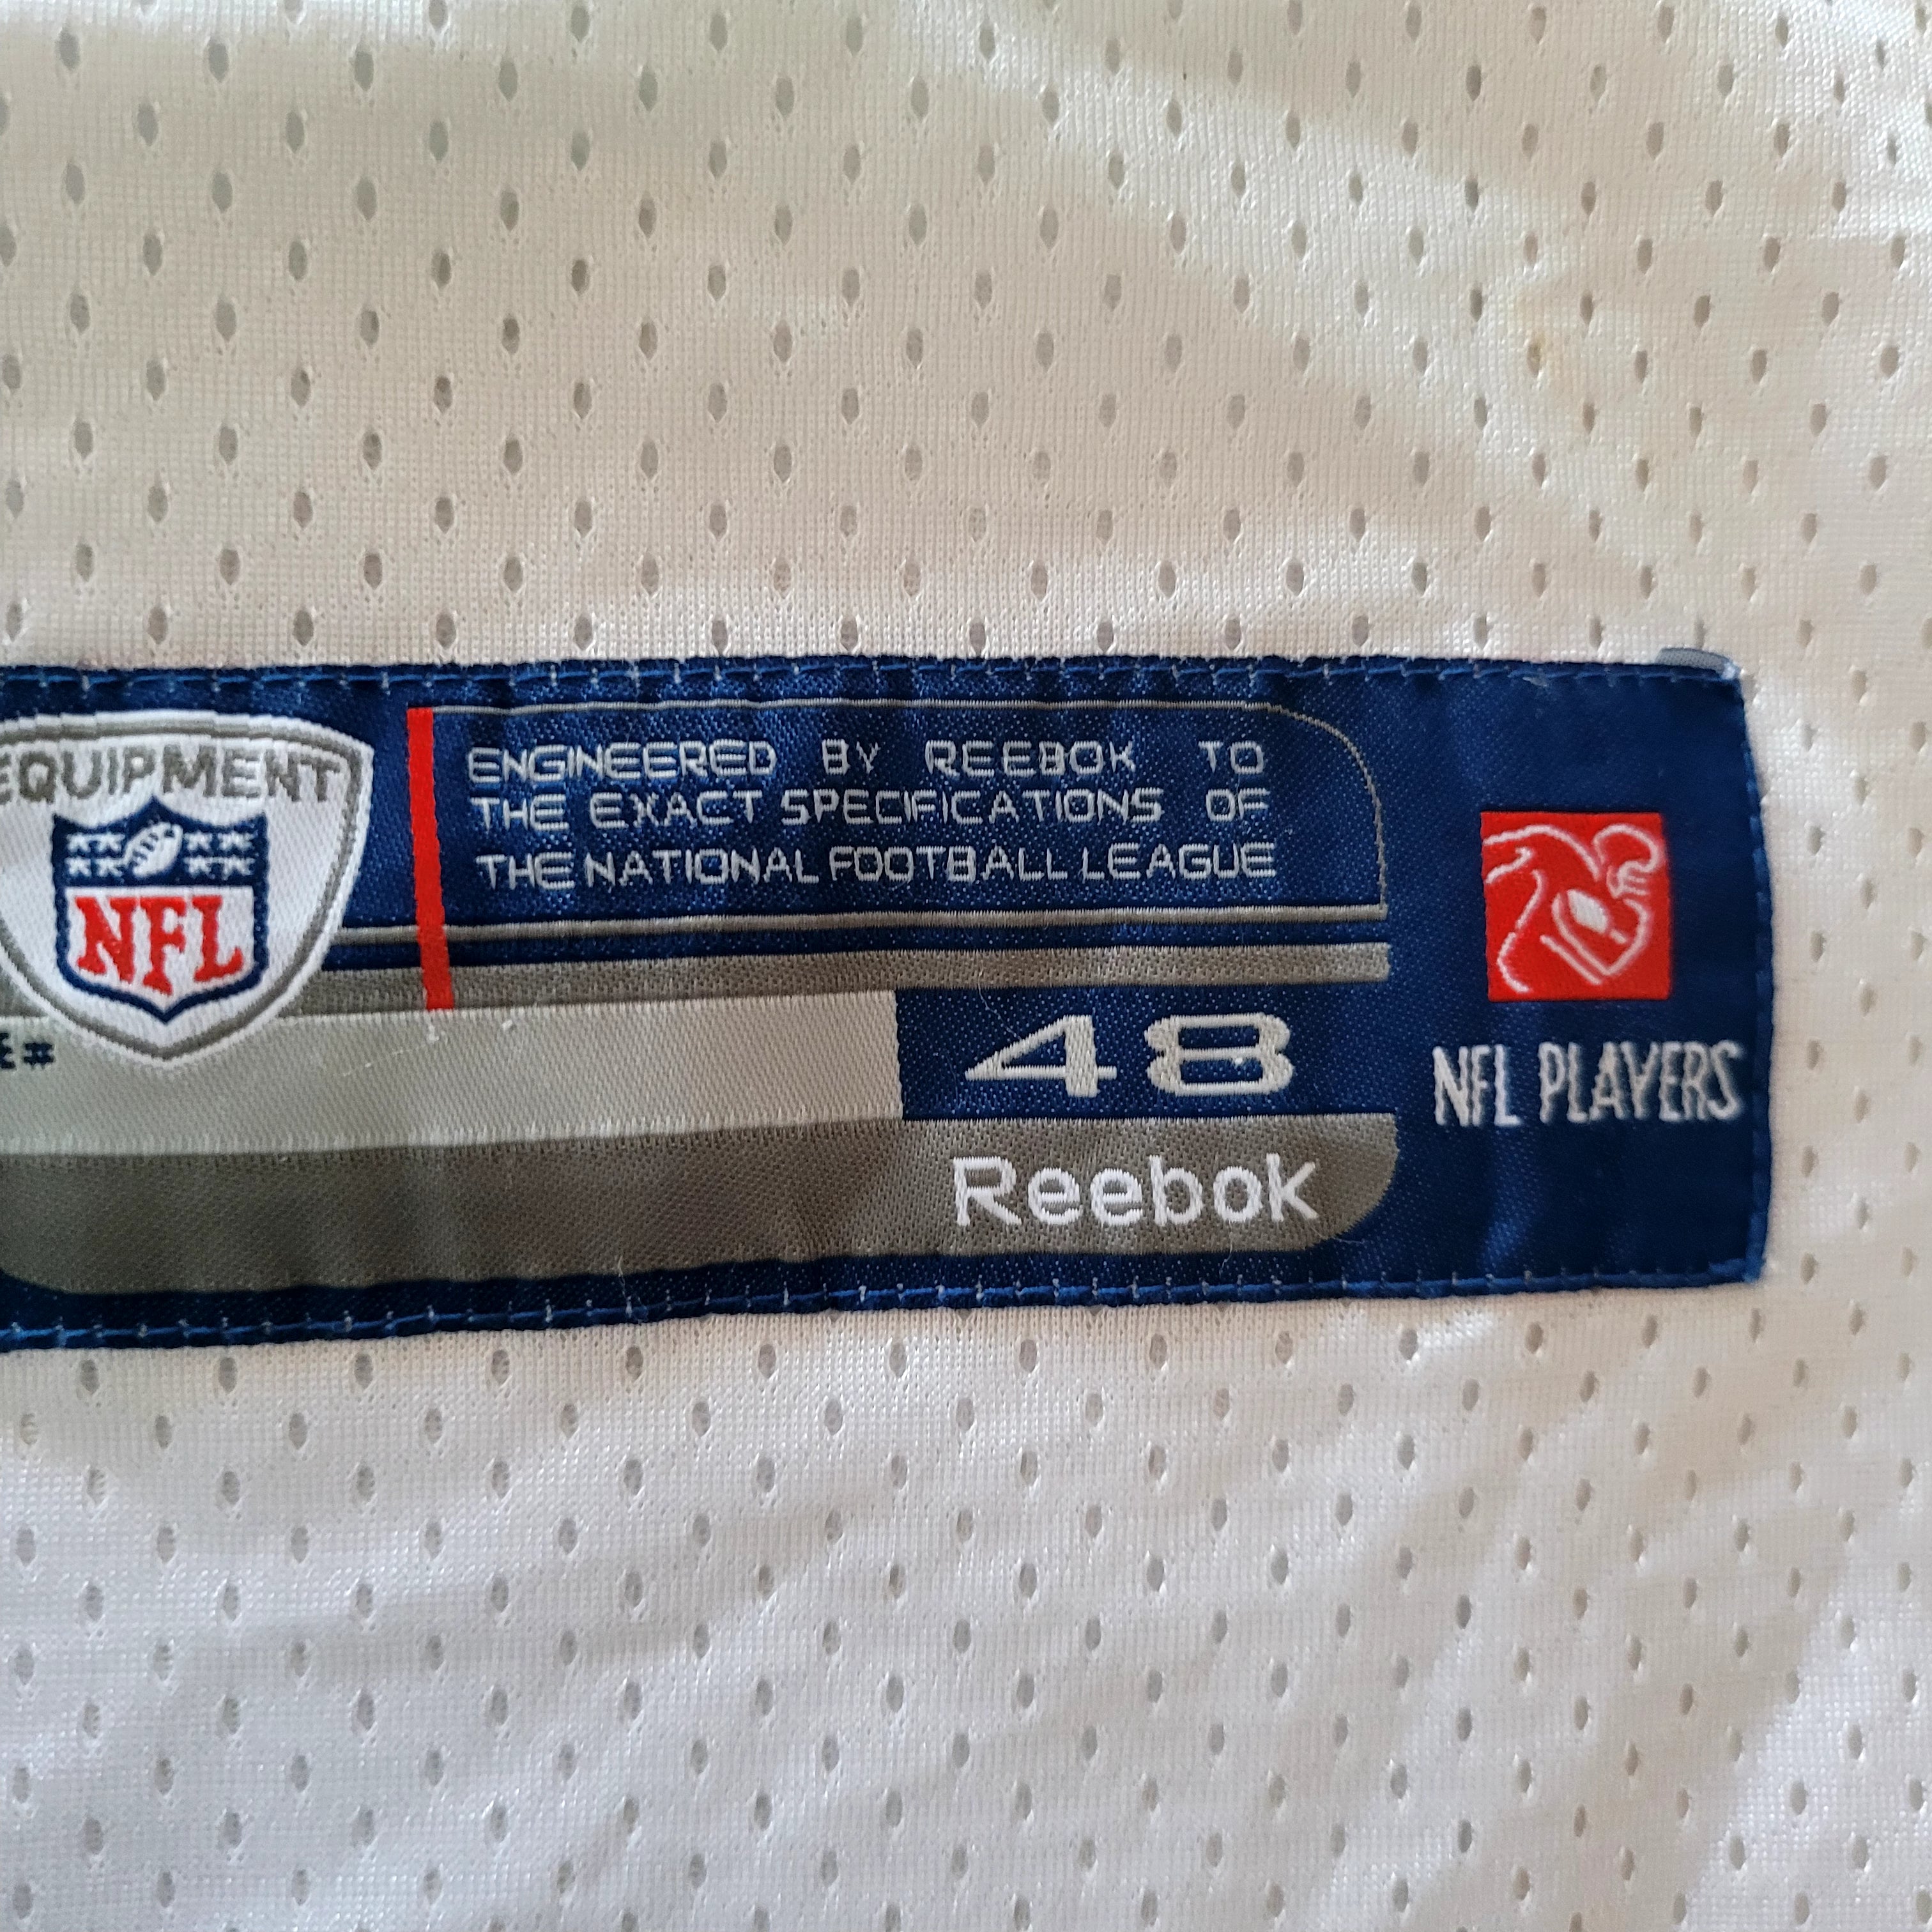 EQUIPMENT
NFL
ENGINEERED BY REEBOK TO
THE EXACT SPECIFICATIONS OF
THE NATIONAL FOOTBALL LEAGUE
E#
48
Reebok
NFL PLAYERS